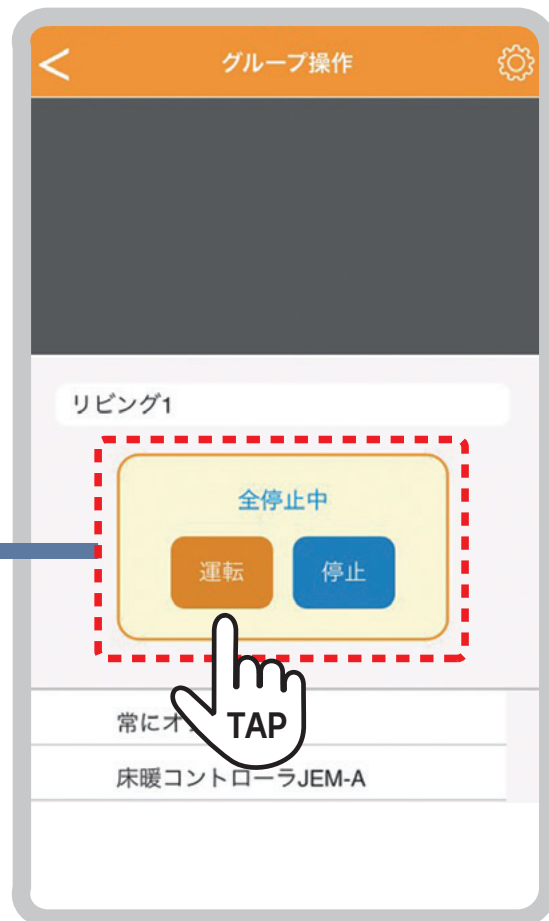 グループ操作
リビング1
全停止中
運転 停止
TAP
常にオ
床暖コントローラJEM-A